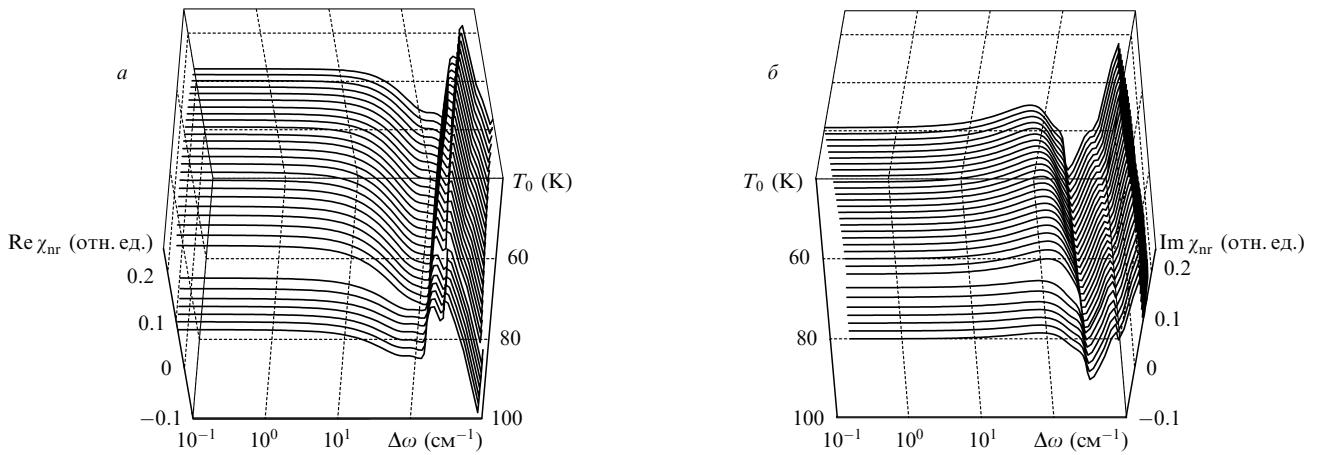 а
T₀ (K)
Re χnr (отн. ед.)
0.2
0.1
0
−0.1
60
80
100
10⁻¹
10⁰
10¹
Δω (см⁻¹)
б
T₀ (K)
60
80
100
Im χnr (отн. ед.)
0.2
0.1
0
−0.1
10⁻¹
10⁰
10¹
Δω (см⁻¹)